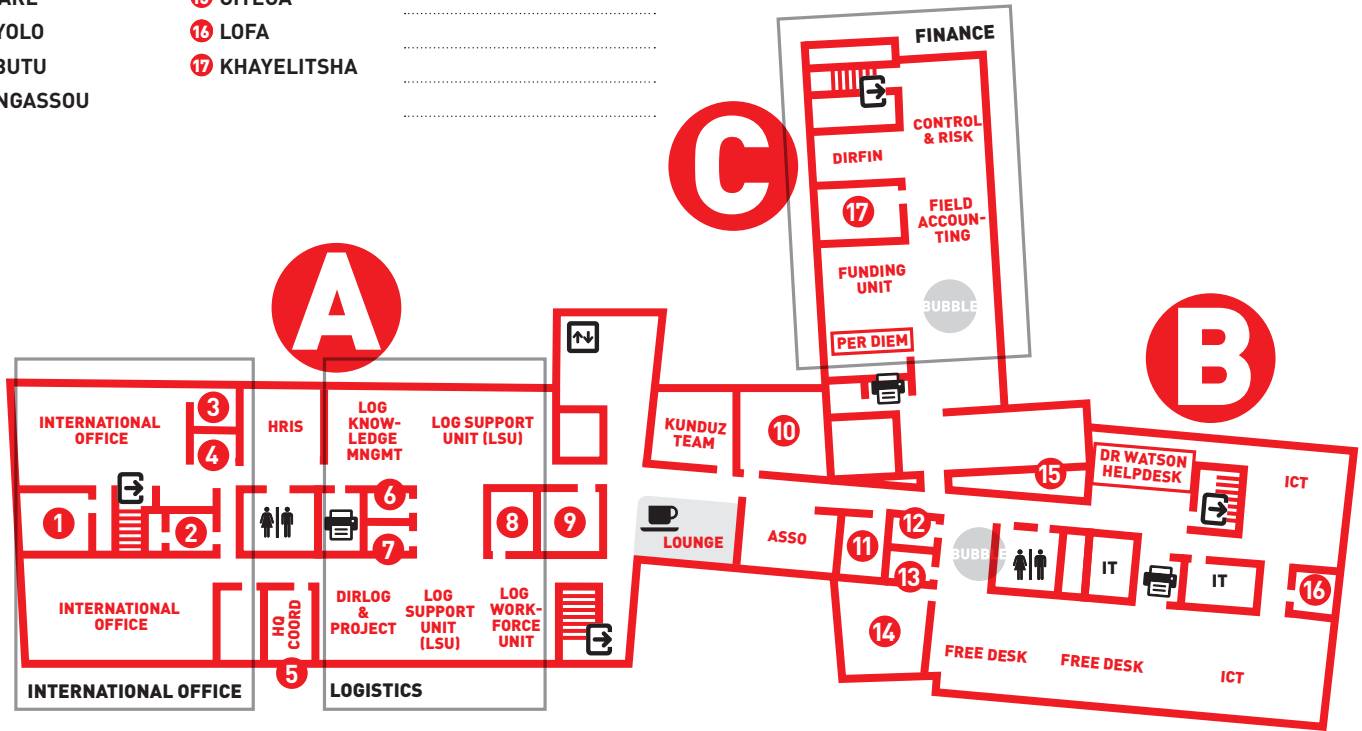 16 LOFA
17 KHAYELITSHA
FINANCE
CONTROL
& RISK
DIRFIN
17
FIELD
ACCOUN-
TING
FUNDING
UNIT
BUBBLE
PER DIEM
C
A
B
INTERNATIONAL
OFFICE
3
4
HRIS
LOG
KNOW-
LEDGE
MNGMT
LOG SUPPORT
UNIT (LSU)
KUNDUZ
TEAM
10
15
DR WATSON
HELPDESK
ICT
1
2
6
7
8
9
LOUNGE
ASSO
11
12
13
BUBBLE
IT
IT
16
INTERNATIONAL
OFFICE
HQ
COORD
5
DIRLOG
&
PROJECT
LOG
SUPPORT
UNIT
(LSU)
LOG
WORK-
FORCE
UNIT
14
FREE DESK
FREE DESK
ICT
INTERNATIONAL OFFICE
LOGISTICS